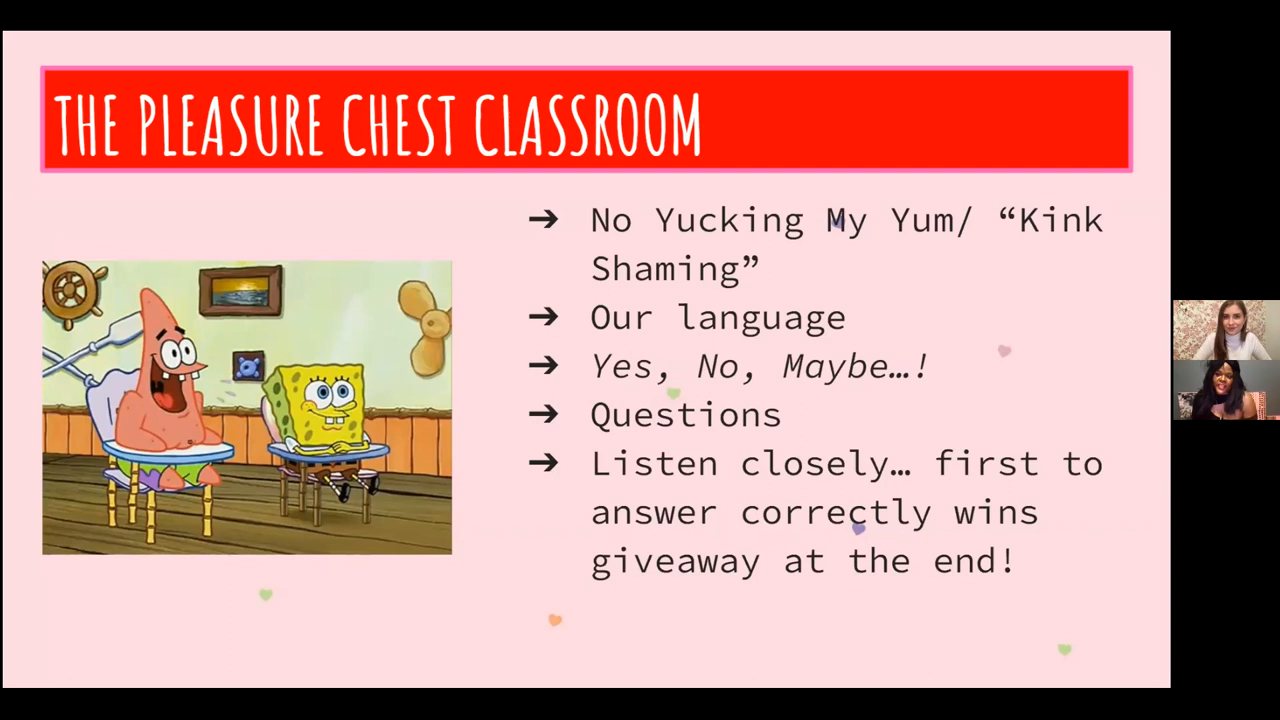 THE PLEASURE CHEST CLASSROOM
➔ No Yucking My Yum/ “Kink
Shaming”
➔ Our language
➔ Yes, No, Maybe…!
➔ Questions
➔ Listen closely… first to
answer correctly wins
giveaway at the end!